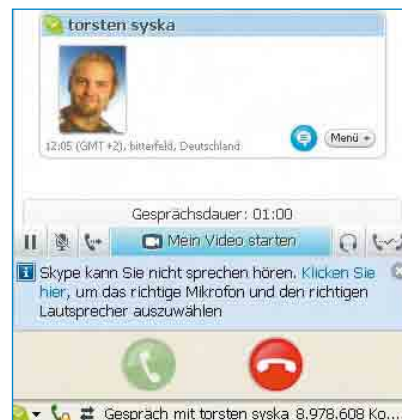 torsten syska
12:05 (GMT +2), bitterfeld, Deutschland
Menü
Gesprächsdauer: 01:00
Mein Video starten
Skype kann Sie nicht sprechen hören. Klicken Sie
hier, um das richtige Mikrofon und den richtigen
Lautsprecher auszuwählen
Gespräch mit torsten syska 8.978.608 Ko...